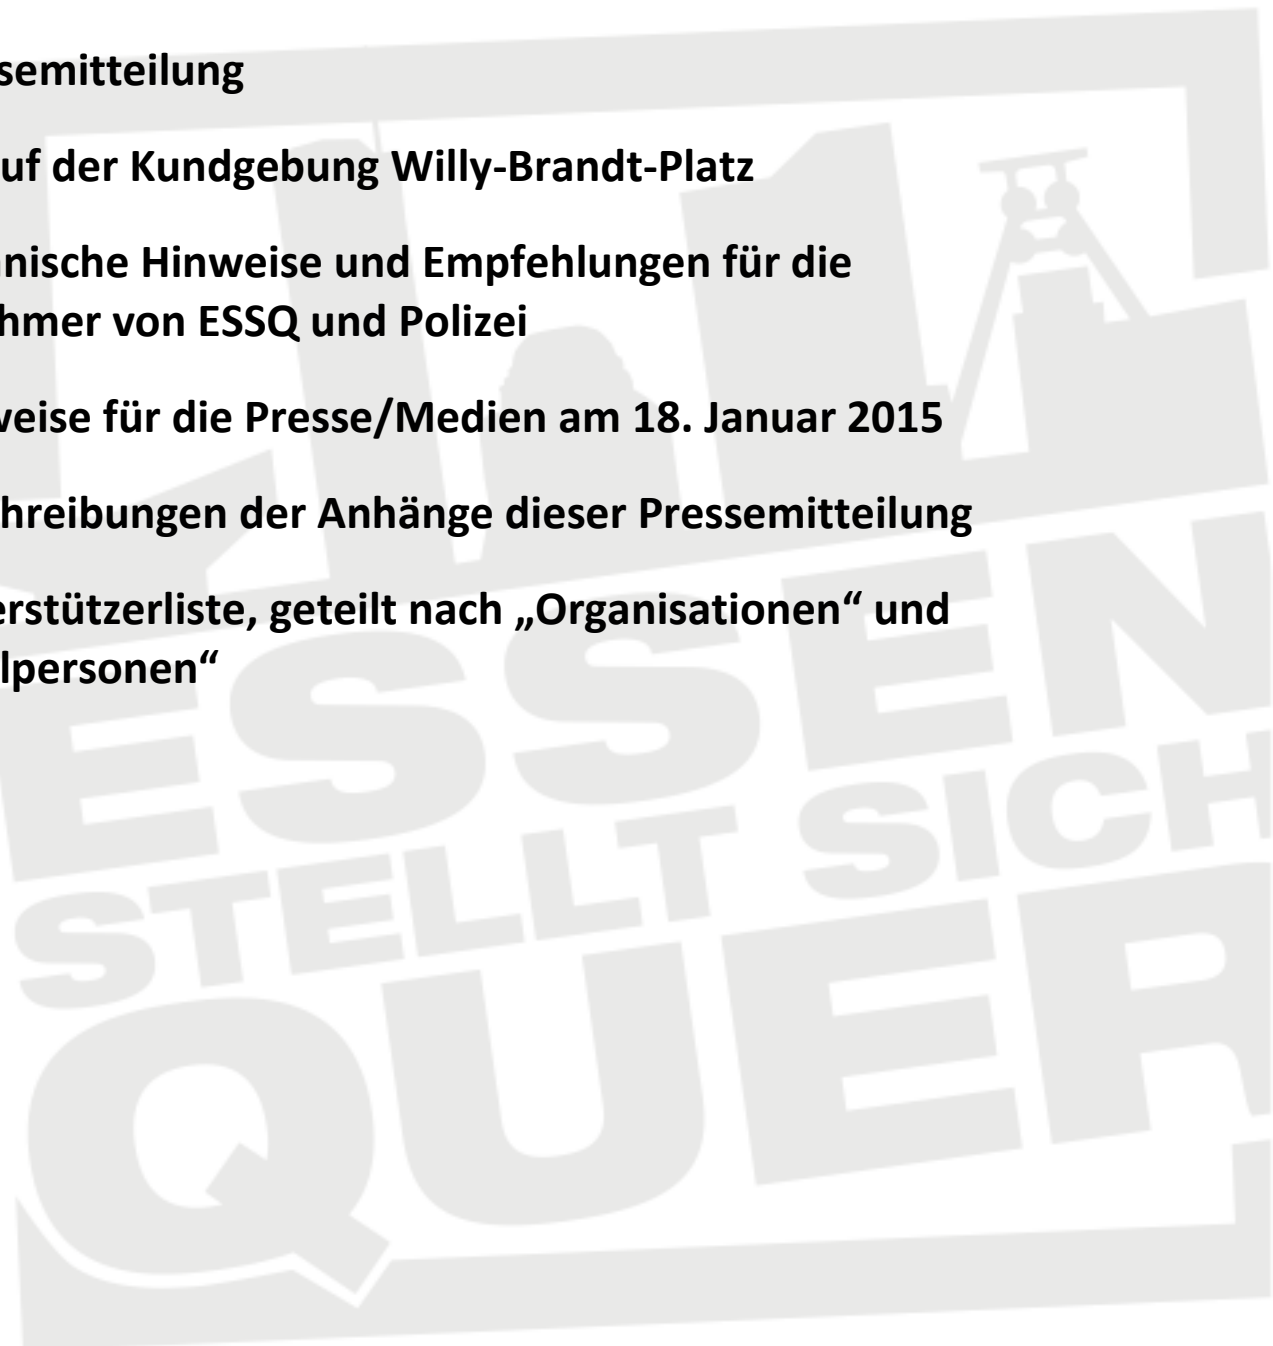 semitteilung
uf der Kundgebung Willy-Brandt-Platz
nische Hinweise und Empfehlungen für die
hmer von ESSQ und Polizei
weise für die Presse/Medien am 18. Januar 2015
hreibungen der Anhänge dieser Pressemitteilung
erstützerliste, geteilt nach „Organisationen“ und
lpersonen“
ESSEN
STELLT SICH
QUER